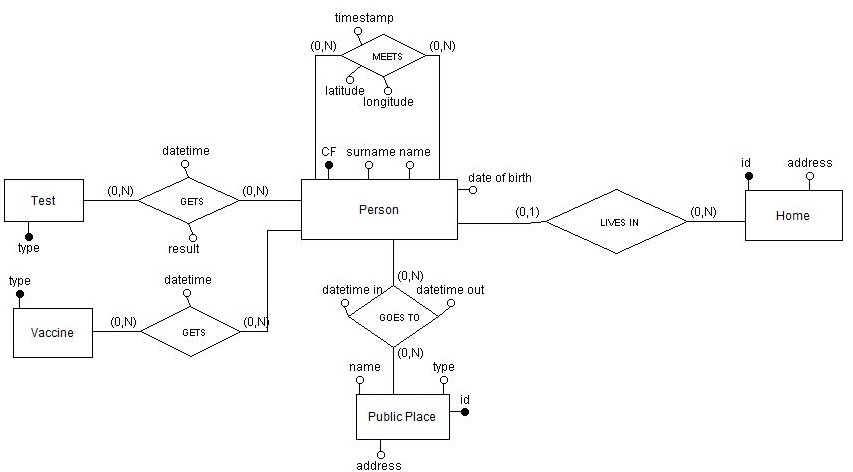 timestamp
(0,N) (0,N)
MEETS
latitude
longitude
CF surname name
datetime
date of birth
id address
Test (0,N) GETS (0,N)
Person
(0,1) LIVES IN (0,N) Home
type
result
type
datetime
(0,N)
datetime in datetime out
Vaccine (0,N) GETS (0,N)
GOES TO
(0,N)
name type
id
Public Place
address